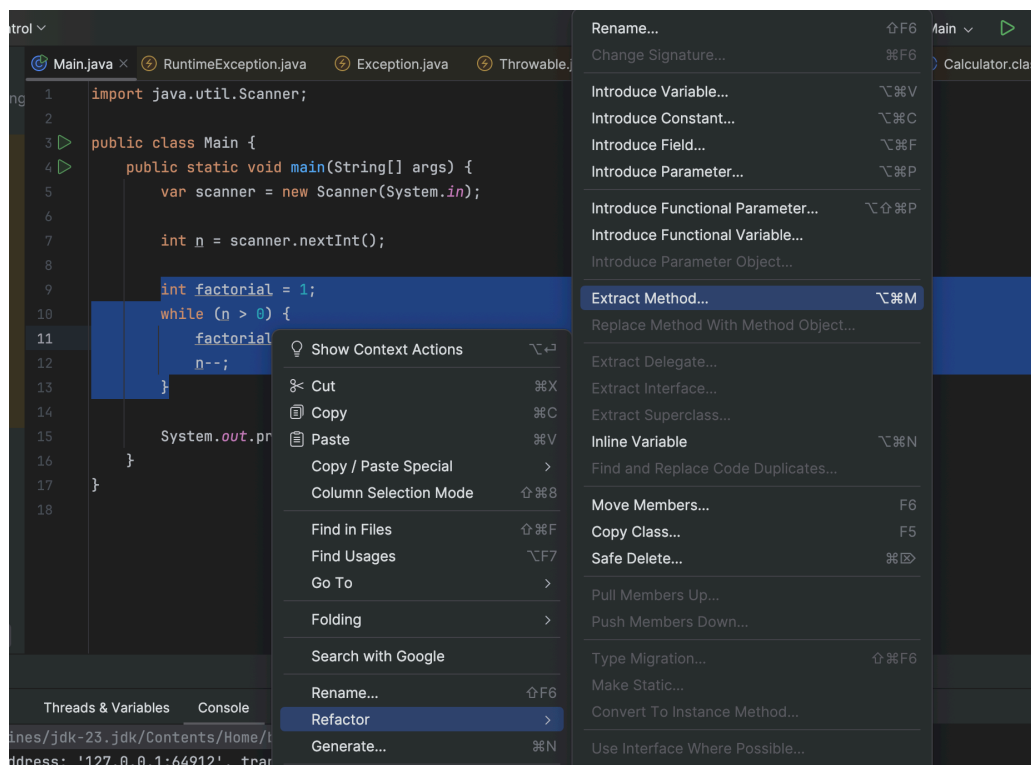 Main
Main.java
RuntimeException.java
Exception.java
Calculator
1 import java.util.Scanner;
2
3 public class Main {
4 public static void main(String[] args) {
5 var scanner = new Scanner(System.in);
6
7 int n = scanner.nextInt();
8
9 int factorial = 1;
10 while (n > 0) {
11 factorial
12 n--;
13 }
14
15 System.out.
16 }
17 }
18
Show Context Actions ⌥⏎
Cut ⌘X
Copy ⌘C
Paste ⌘V
Copy / Paste Special
Column Selection Mode ⇧⌘8
Find in Files ⇧⌘F
Find Usages ⌥F7
Go To
Folding
Search with Google
Rename... ⇧F6
Refactor
Generate... ⌘N
Rename... ⇧F6
Change Signature... ⌘F6
Introduce Variable... ⌥⌘V
Introduce Constant... ⌥⌘C
Introduce Field... ⌥⌘F
Introduce Parameter... ⌥⌘P
Introduce Functional Parameter... ⌥⇧⌘P
Introduce Functional Variable...
Introduce Parameter Object...
Extract Method... ⌥⌘M
Replace Method With Method Object...
Extract Delegate...
Extract Interface...
Extract Superclass...
Inline Variable ⌥⌘N
Find and Replace Code Duplicates...
Move Members... F6
Copy Class... F5
Safe Delete... ⌘⌦
Pull Members Up...
Push Members Down...
Type Migration... ⇧⌘F6
Make Static...
Convert To Instance Method...
Use Interface Where Possible...
Threads & Variables
Console
ines/jdk-23.jdk/Contents/Home/
ddress: '127.0.0.1:64912',